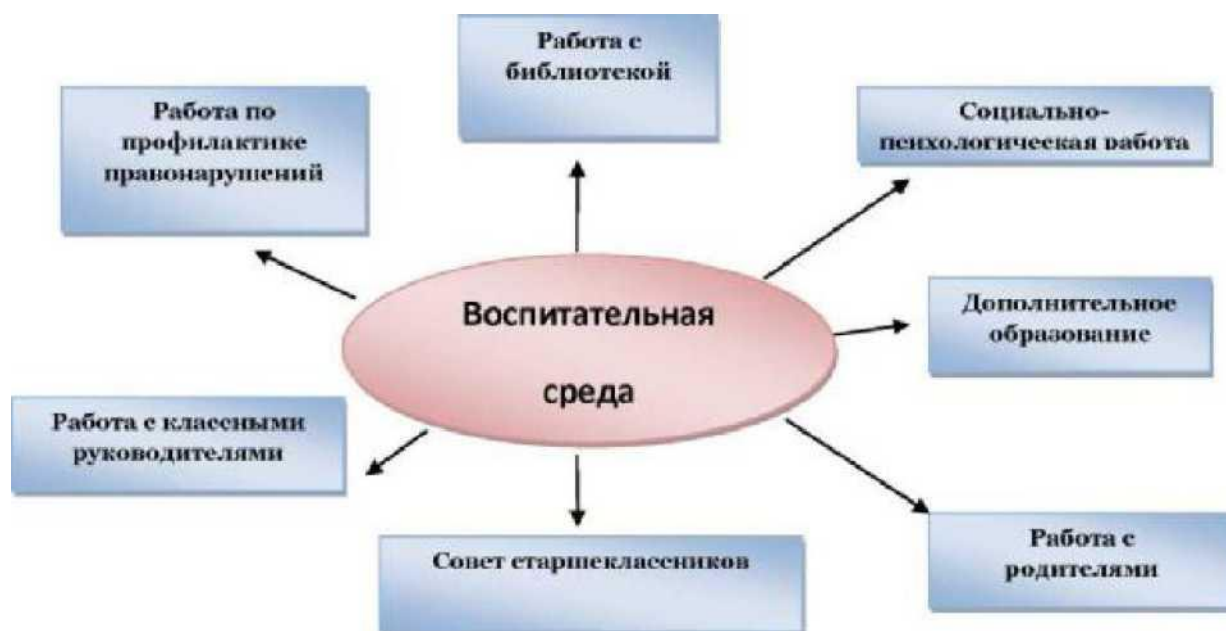 Работа с
библиотекой
Работа по
профилактике
правонарушений
Социально-
психологическая работа
Воспитательная
среда
Дополнительное
образование
Работа с классными
руководителями
Совет старшеклассников
Работа с
родителями